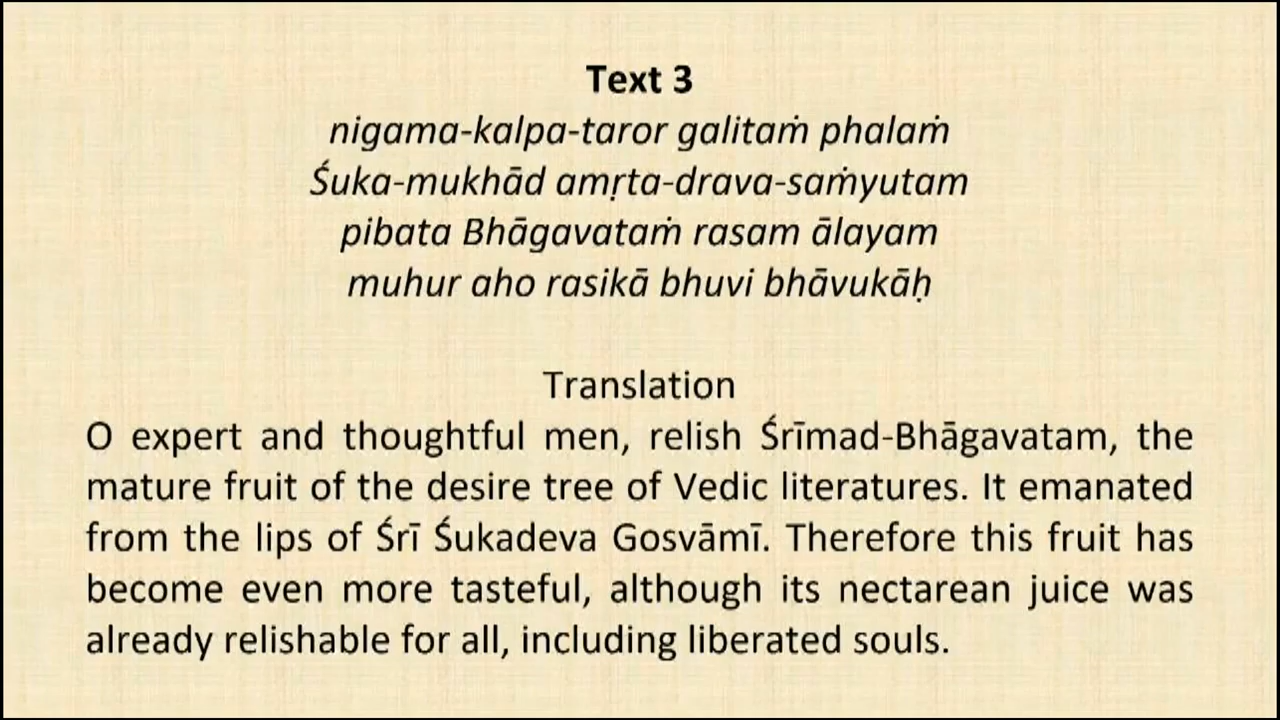 Text 3
nigama-kalpa-taror galitaṁ phalaṁ
Śuka-mukhād amṛta-drava-saṁyutam
pibata Bhāgavataṁ rasam ālayam
muhur aho rasikā bhuvi bhāvukāḥ
Translation
O expert and thoughtful men, relish Śrīmad-Bhāgavatam, the
mature fruit of the desire tree of Vedic literatures. It emanated
from the lips of Śrī Śukadeva Gosvāmī. Therefore this fruit has
become even more tasteful, although its nectarean juice was
already relishable for all, including liberated souls.